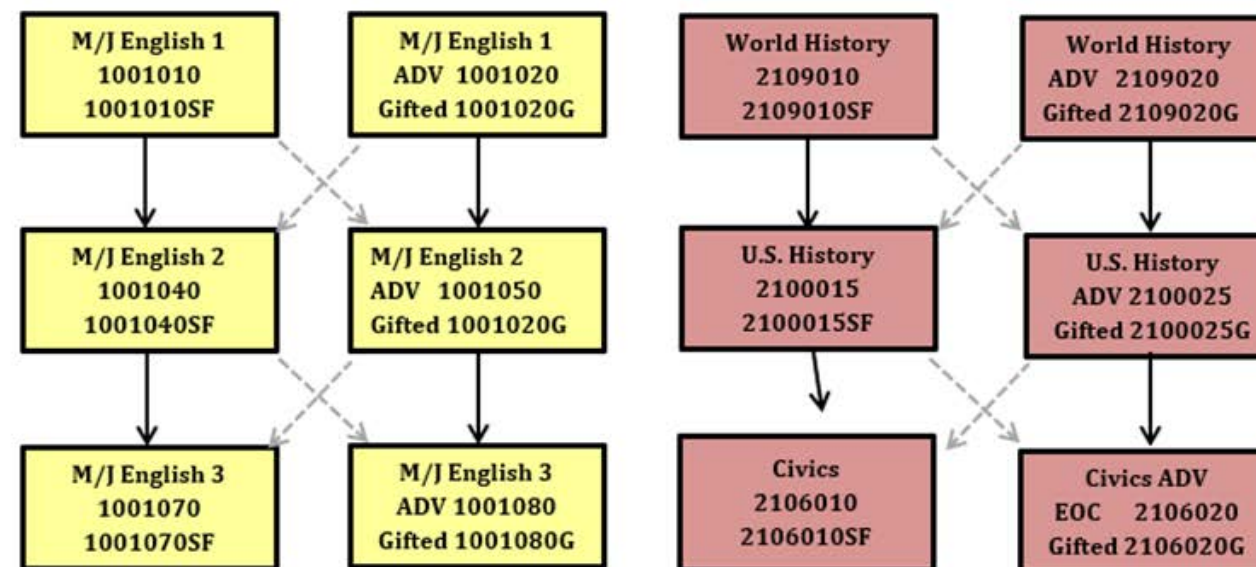 M/J English 1
1001010
1001010SF
M/J English 1
ADV 1001020
Gifted 1001020G
World History
2109010
2109010SF
World History
ADV 2109020
Gifted 2109020G
M/J English 2
1001040
1001040SF
M/J English 2
ADV 1001050
Gifted 1001020G
U.S. History
2100015
2100015SF
U.S. History
ADV 2100025
Gifted 2100025G
M/J English 3
1001070
1001070SF
M/J English 3
ADV 1001080
Gifted 1001080G
Civics
2106010
2106010SF
Civics ADV
EOC 2106020
Gifted 2106020G